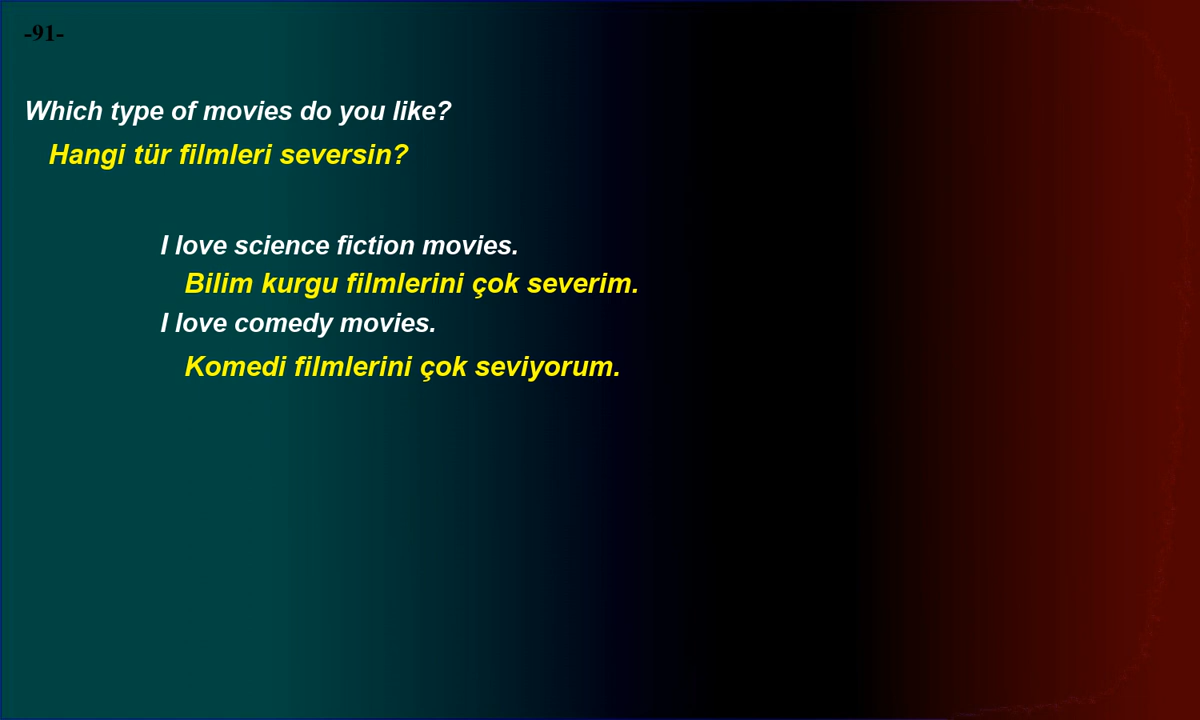 -91-
Which type of movies do you like?
Hangi tür filmleri seversin?
I love science fiction movies.
Bilim kurgu filmlerini çok severim.
I love comedy movies.
Komedi filmlerini çok seviyorum.